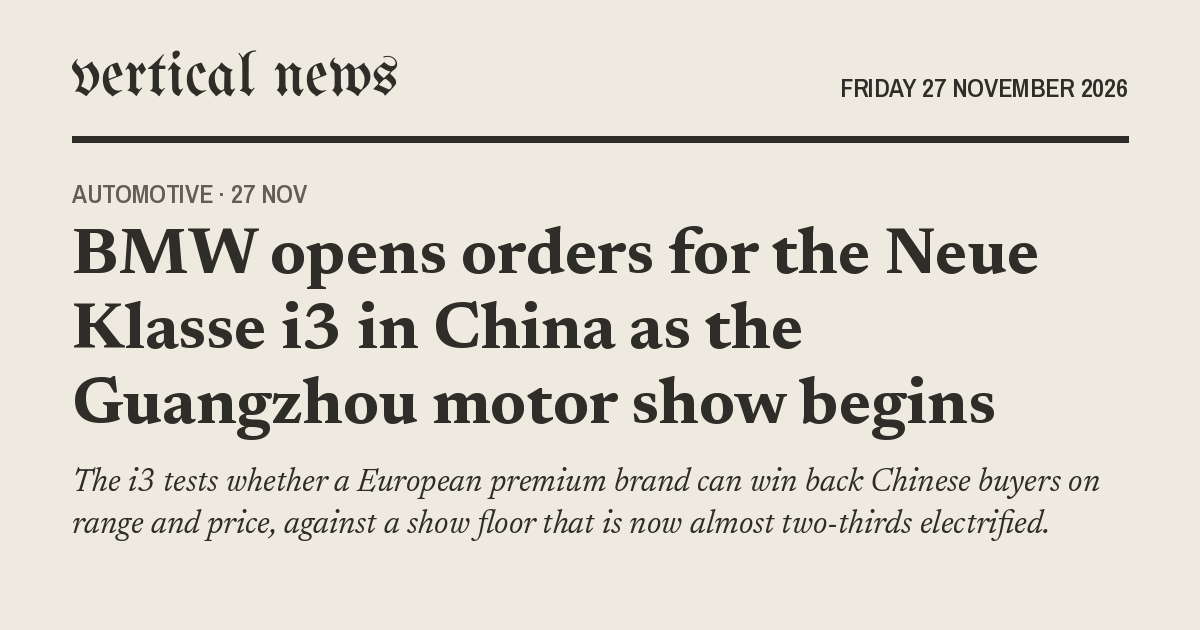 vertical news
FRIDAY 27 NOVEMBER 2026
AUTOMOTIVE · 27 NOV
BMW opens orders for the Neue
Klasse i3 in China as the
Guangzhou motor show begins
The i3 tests whether a European premium brand can win back Chinese buyers on
range and price, against a show floor that is now almost two-thirds electrified.